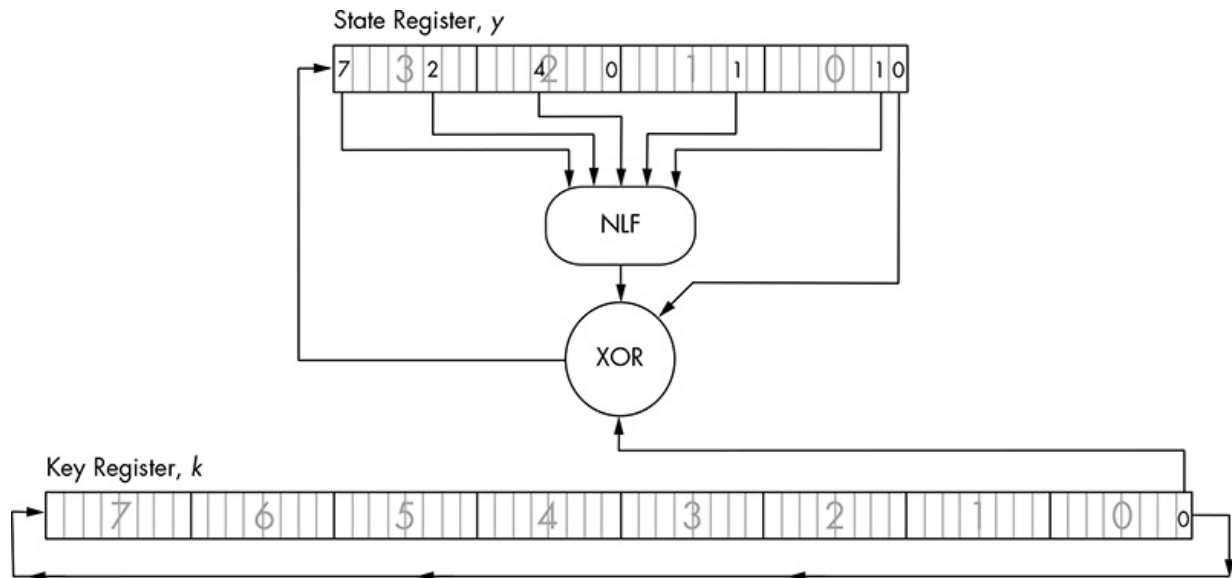 State Register, y
7 3 2 4 2 0 1 1 0 1 0
NLF
XOR
Key Register, k
7 6 5 4 3 2 1 0 0